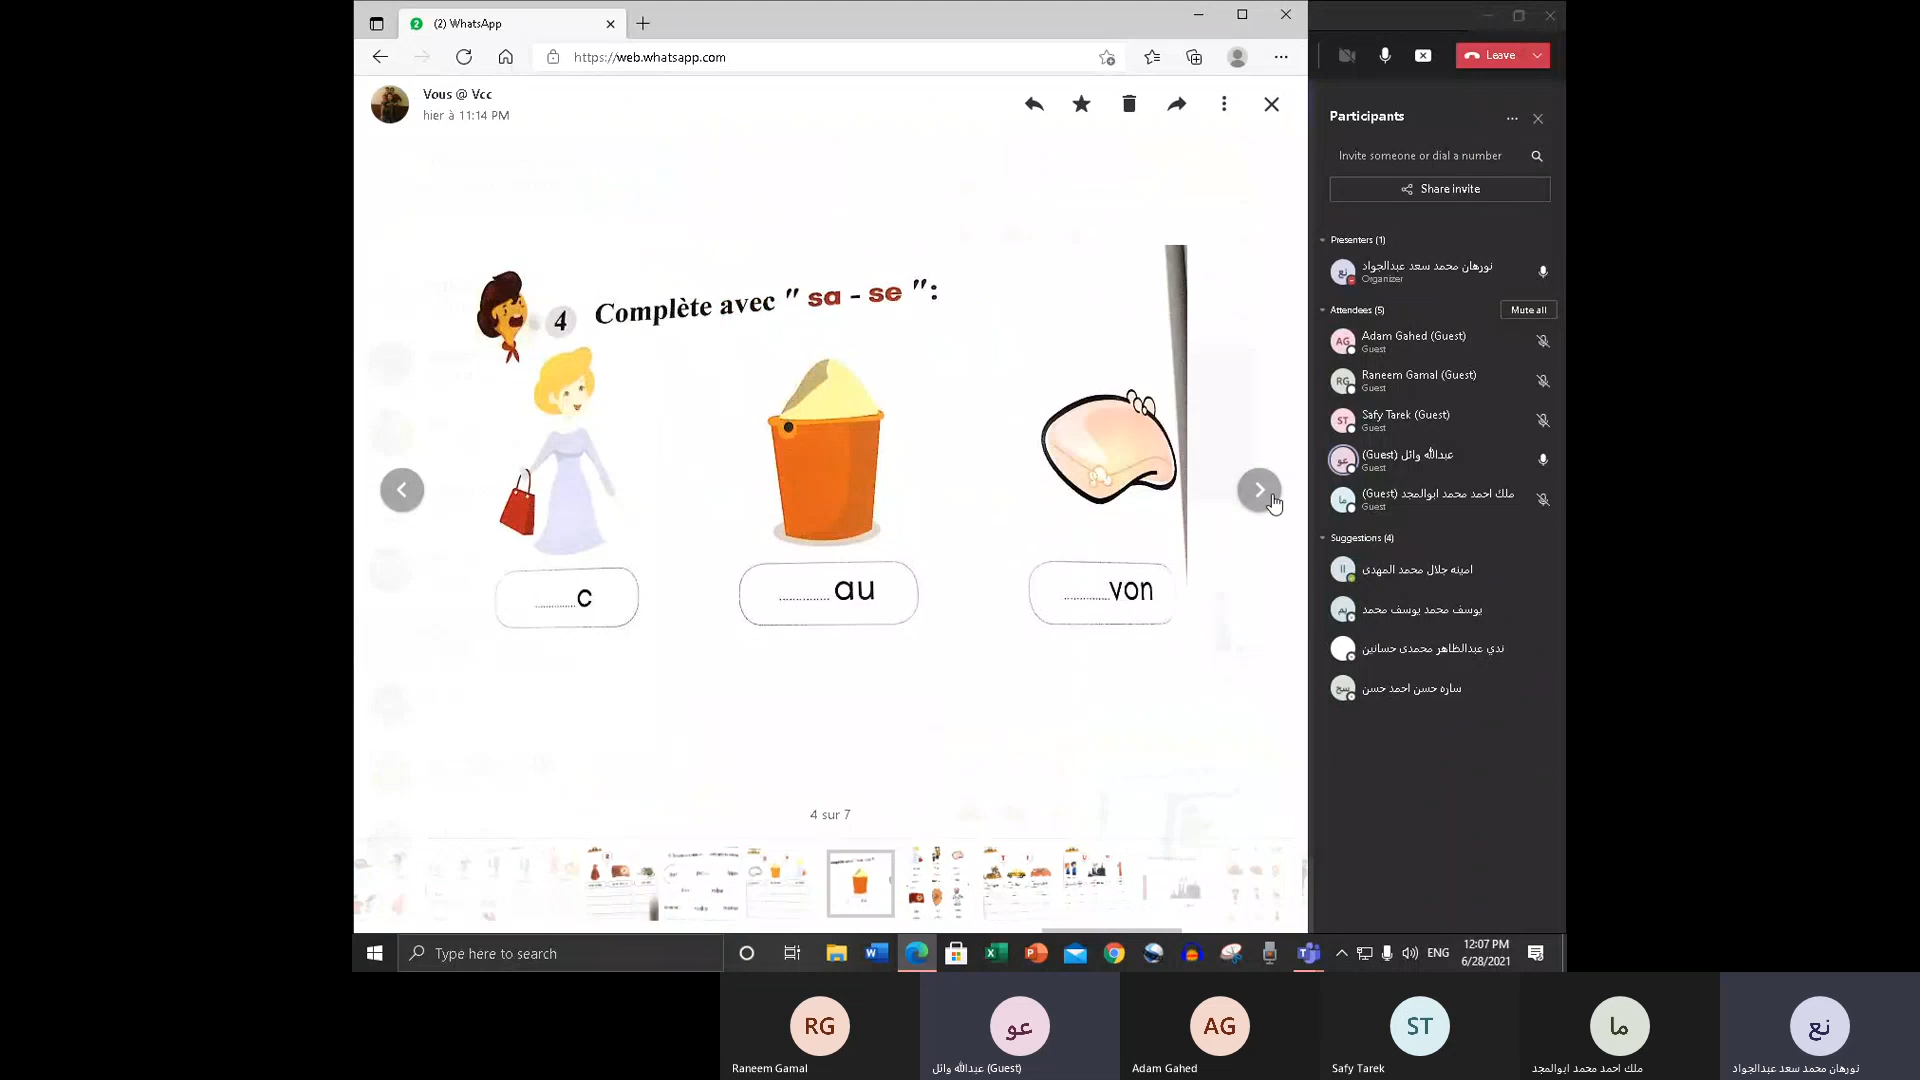 (2) WhatsApp
https://web.whatsapp.com
Vous @ Vcc
hier à 11:14 PM
4 Complète avec " sa - se ":
............c
............ au
............von
4 sur 7
Leave
Participants
Invite someone or dial a number
Share invite
Presenters (1)
نورهان محمد سعد عبدالجواد
Organizer
نع
Attendees (5)
Mute all
AG
Adam Gahed (Guest)
Guest
RG
Raneem Gamal (Guest)
Guest
ST
Safy Tarek (Guest)
Guest
عو
عبدالله وائل (Guest)
Guest
ما
ملك احمد محمد ابوالمجد (Guest)
Guest
Suggestions (4)
امينه جلال محمد المهدى
يوسف محمد يوسف محمد
ندي عبدالظاهر محمدى حسانين
ساره حسن احمد حسن
Type here to search
ENG
12:07 PM
6/28/2021
RG
Raneem Gamal
عو
عبدالله وائل (Guest)
AG
Adam Gahed
ST
Safy Tarek
ما
ملك احمد محمد ابوالمجد
نع
نورهان محمد سعد عبدالجواد